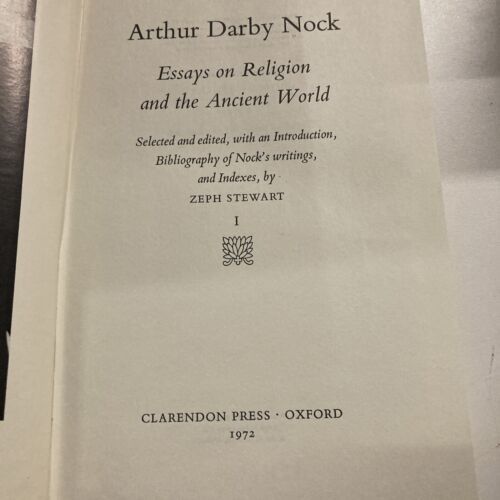 Arthur Darby Nock
Essays on Religion
and the Ancient World
Selected and edited, with an Introduction,
Bibliography of Nock's writings,
and Indexes, by
ZEPH STEWART
I
CLARENDON PRESS · OXFORD
1972